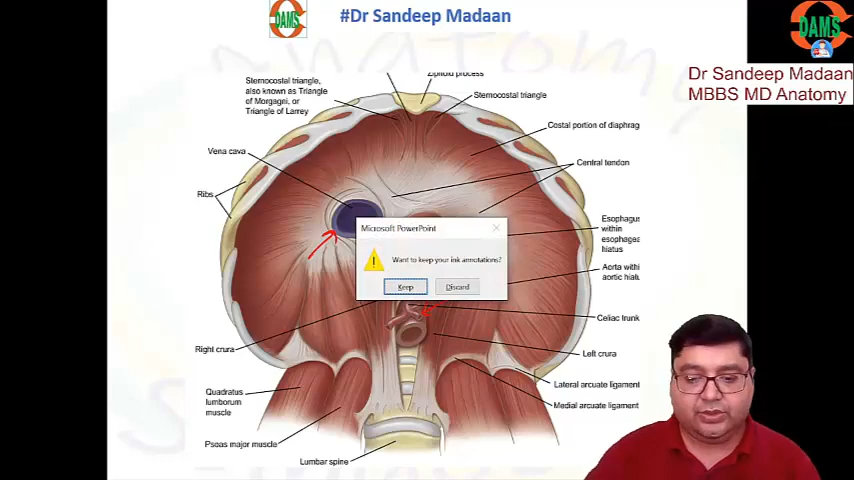 #Dr Sandeep Madaan
DAMS
DAMS
Dr Sandeep Madaan
MBBS MD Anatomy
Sternocostal triangle,
also known as Triangle
of Morgagni, or
Triangle of Larrey
Xiphoid process
Sternocostal triangle
Costal portion of diaphrag
Vena cava
Central tendon
Ribs
Esophagus
within
esophagea
hiatus
Microsoft PowerPoint
Want to keep your ink annotations?
Keep
Discard
Aorta withi
aortic hiatu
Celiac trunk
Right crura
Left crura
Lateral arcuate ligament
Medial arcuate ligament
Quadratus
lumborum
muscle
Psoas major muscle
Lumbar spine